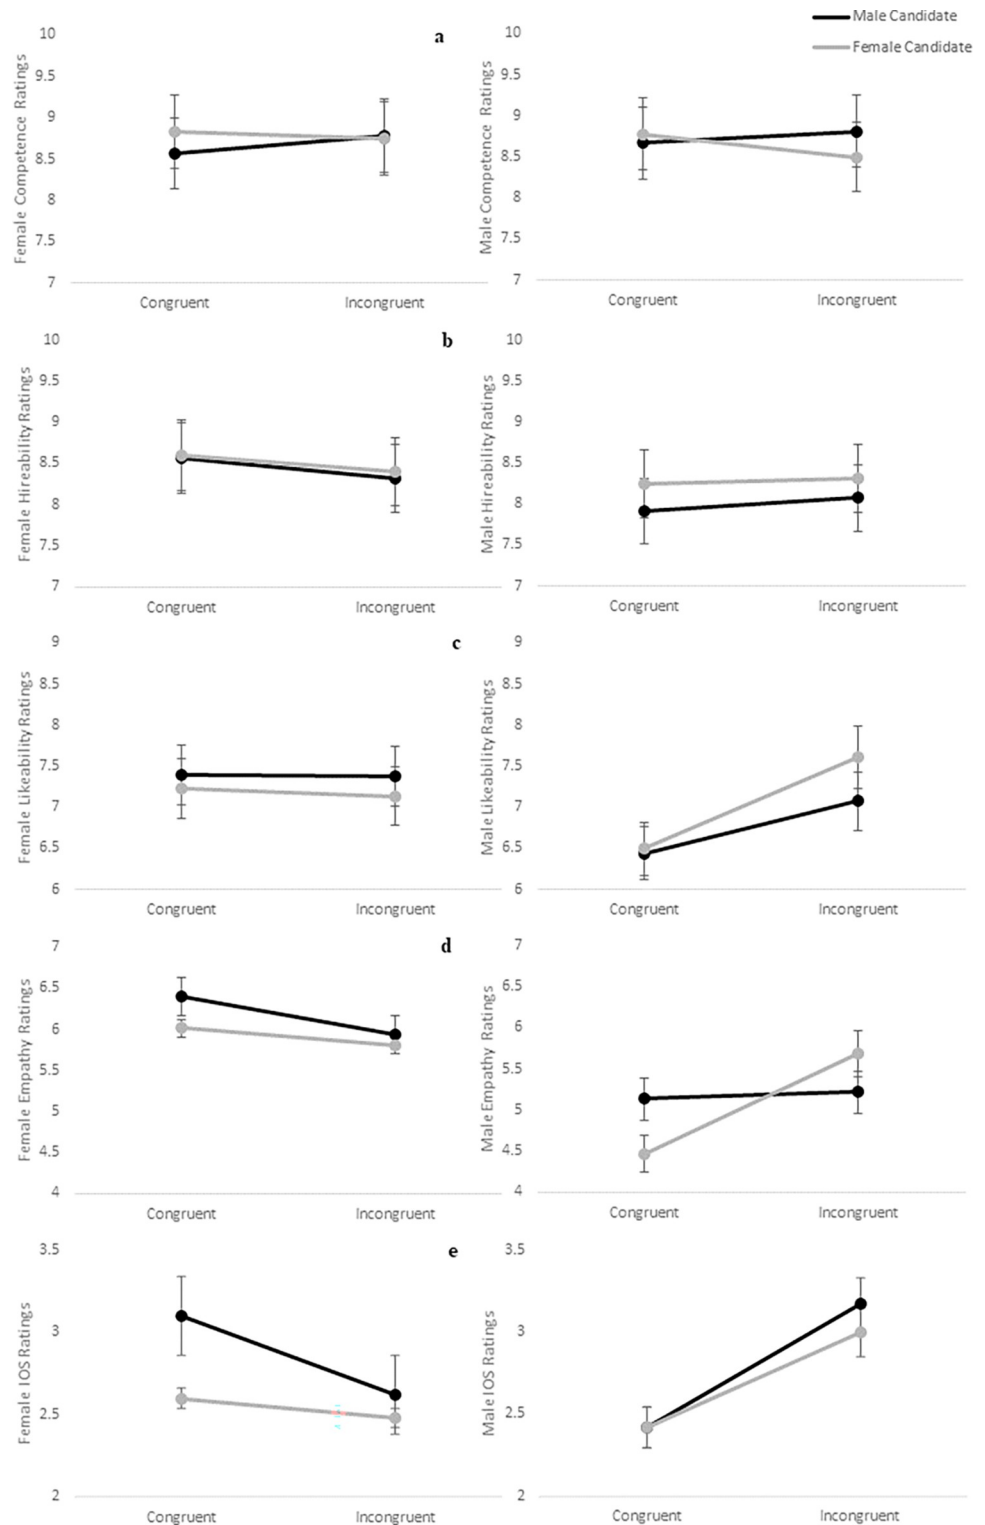 Male Candidate
Female Candidate
a
Female Competence Ratings
10
9.5
9
8.5
8
7.5
7
Congruent Incongruent
Male Competence Ratings
10
9.5
9
8.5
8
7.5
7
Congruent Incongruent
b
Female Hireability Ratings
10
9.5
9
8.5
8
7.5
7
Congruent Incongruent
Male Hireability Ratings
10
9.5
9
8.5
8
7.5
7
Congruent Incongruent
c
Female Likeability Ratings
9
8.5
8
7.5
7
6.5
6
Congruent Incongruent
Male Likeability Ratings
9
8.5
8
7.5
7
6.5
6
Congruent Incongruent
d
Female Empathy Ratings
7
6.5
6
5.5
5
4.5
4
Congruent Incongruent
Male Empathy Ratings
7
6.5
6
5.5
5
4.5
4
Congruent Incongruent
e
Female IOS Ratings
3.5
3
2.5
2
Congruent Incongruent
Male IOS Ratings
3.5
3
2.5
2
Congruent Incongruent